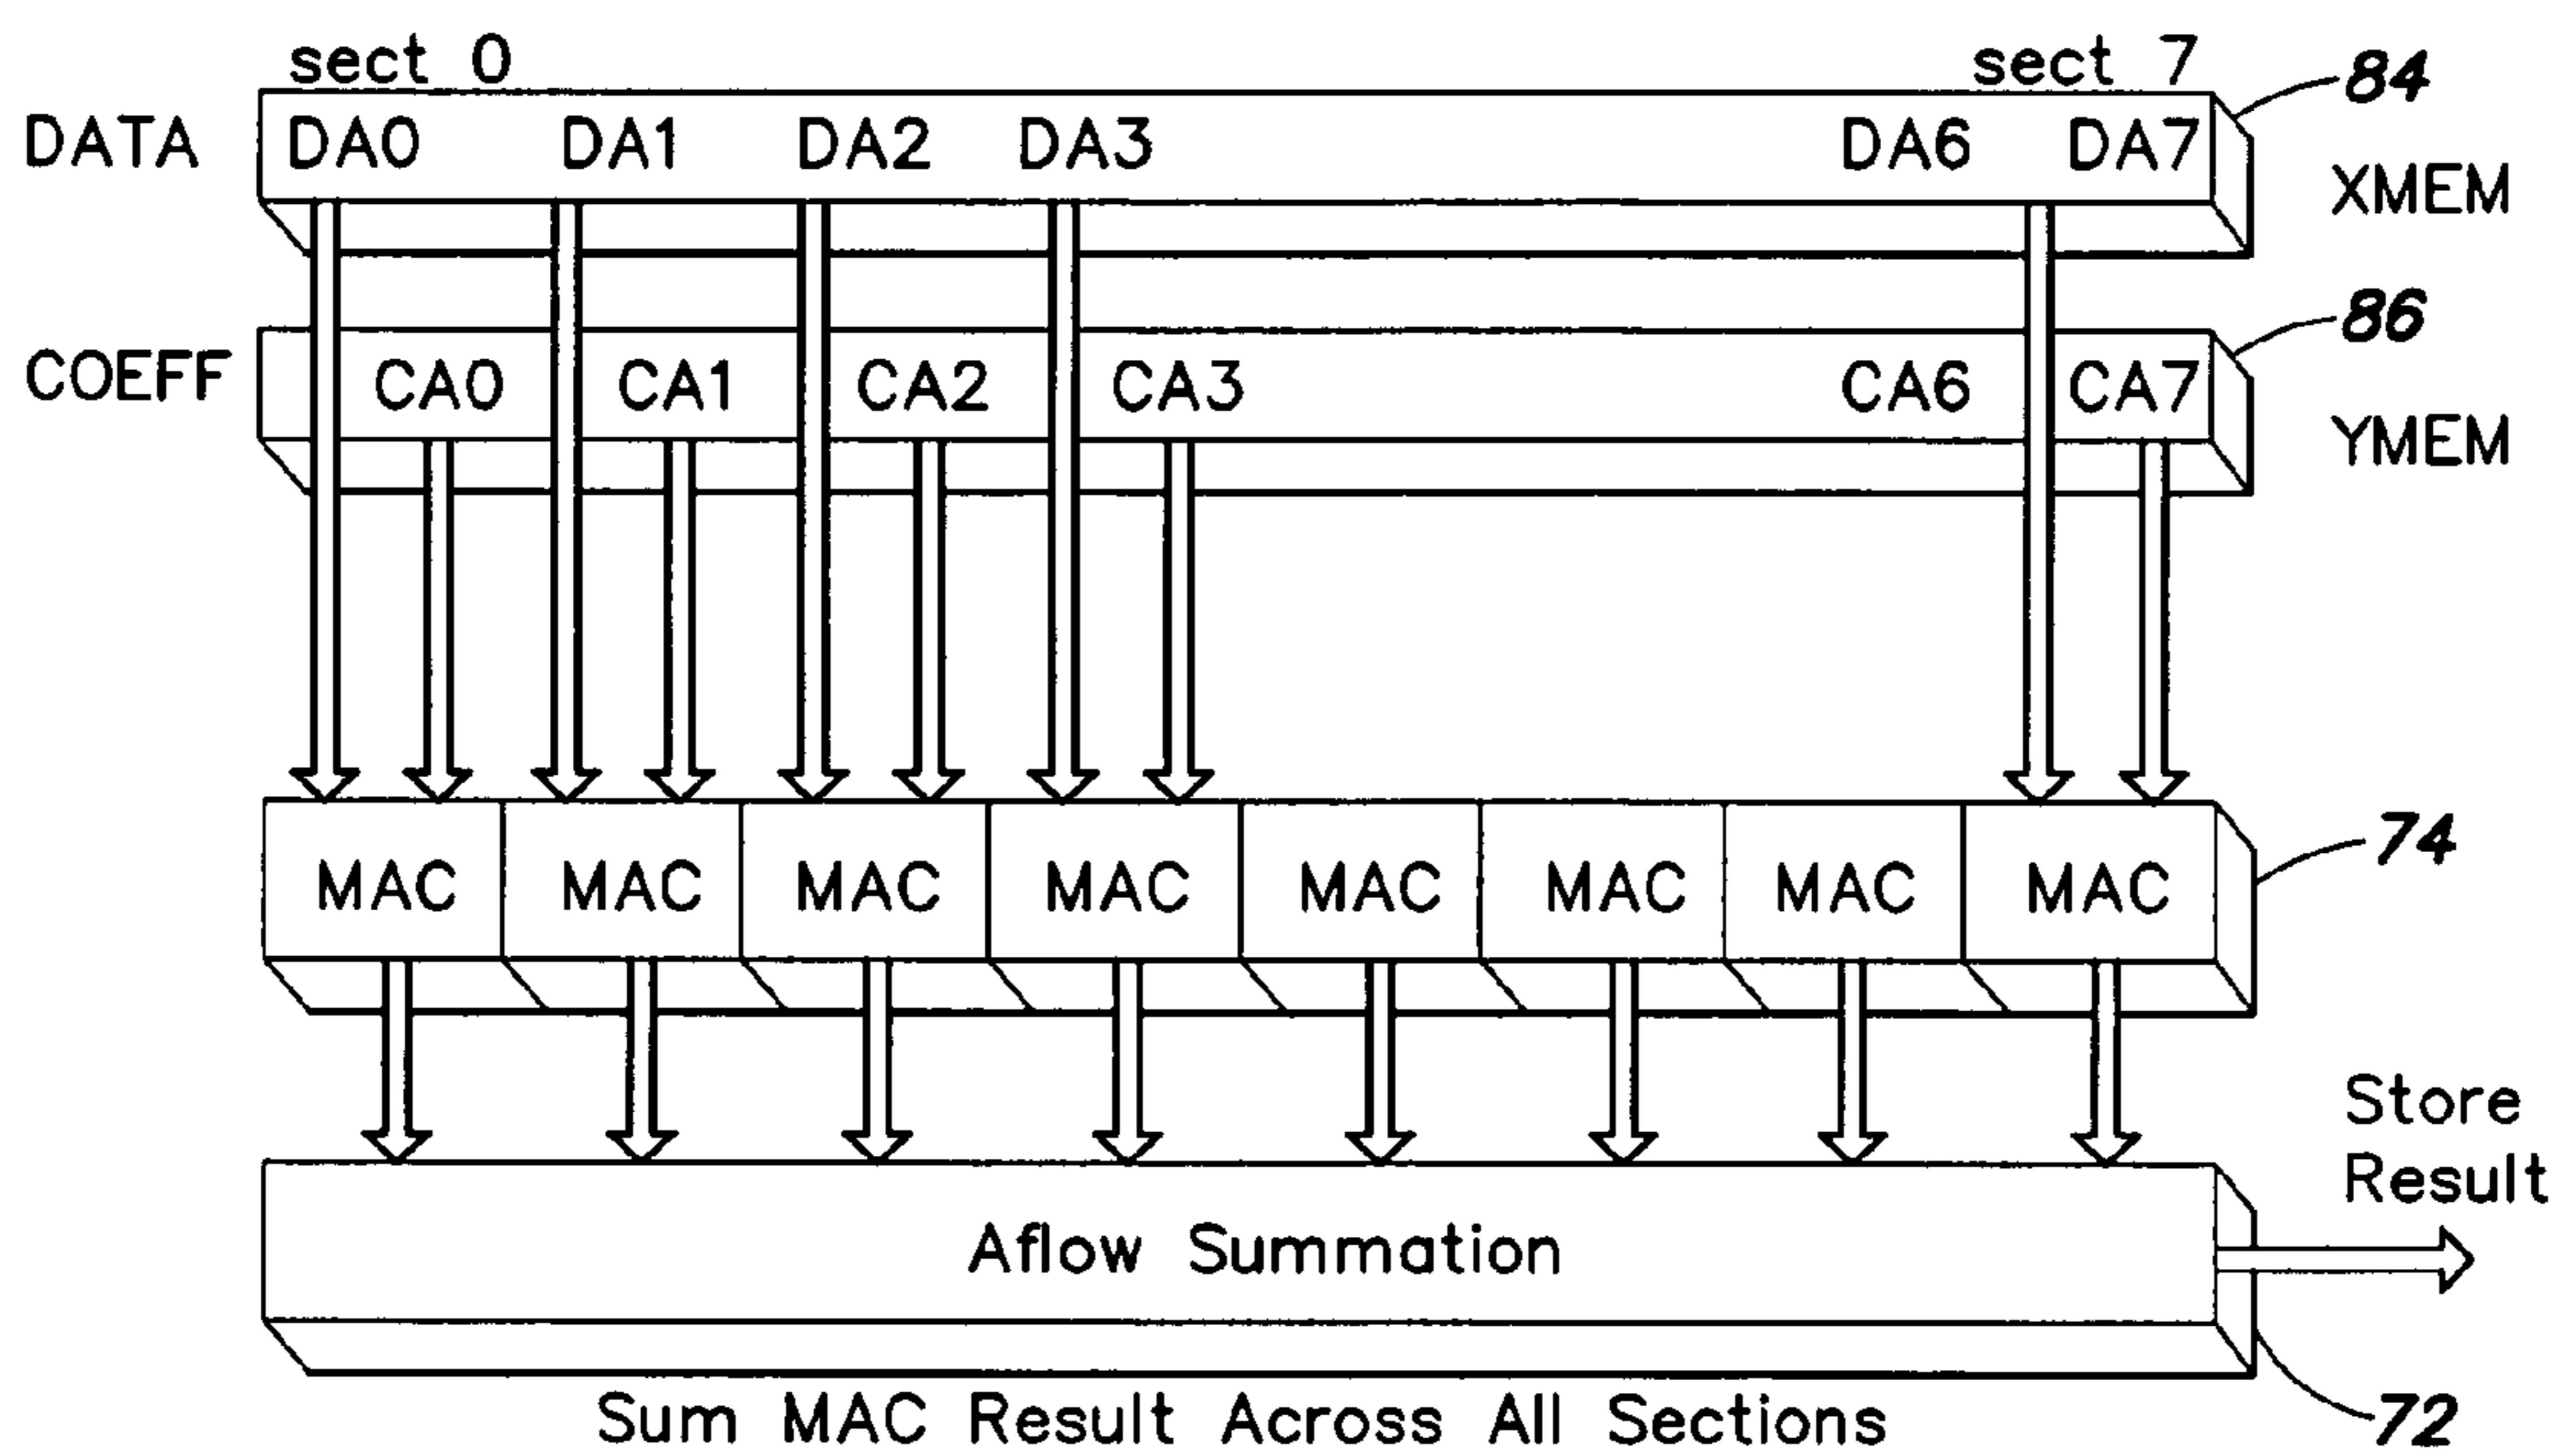 sect 0 sect 7 84
DATA DA0 DA1 DA2 DA3 DA6 DA7
XMEM
86
COEFF CA0 CA1 CA2 CA3 CA6 CA7
YMEM
74
MAC MAC MAC MAC MAC MAC MAC MAC
Store
Result
Aflow Summation
Sum MAC Result Across All Sections
72